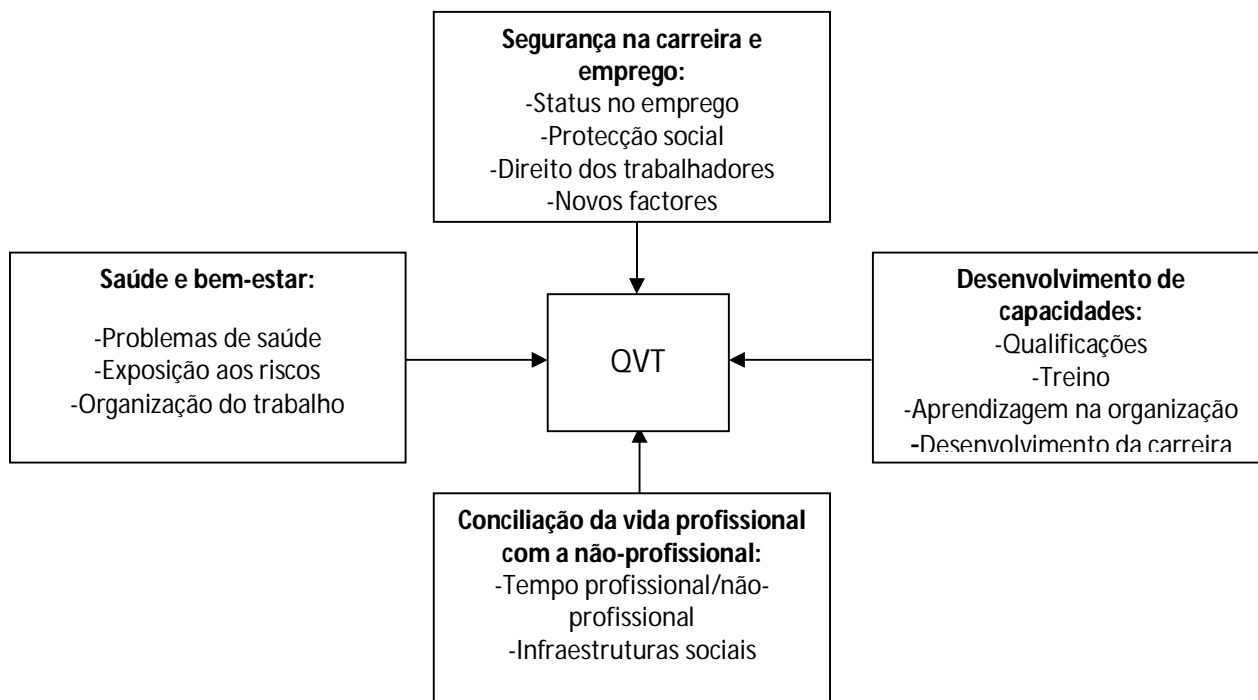 Segurança na carreira e
emprego:
-Status no emprego
-Protecção social
-Direito dos trabalhadores
-Novos factores
Saúde e bem-estar:
-Problemas de saúde
-Exposição aos riscos
-Organização do trabalho
QVT
Desenvolvimento de
capacidades:
-Qualificações
-Treino
-Aprendizagem na organização
-Desenvolvimento da carreira
Conciliação da vida profissional
com a não-profissional:
-Tempo profissional/não-
profissional
-Infraestruturas sociais